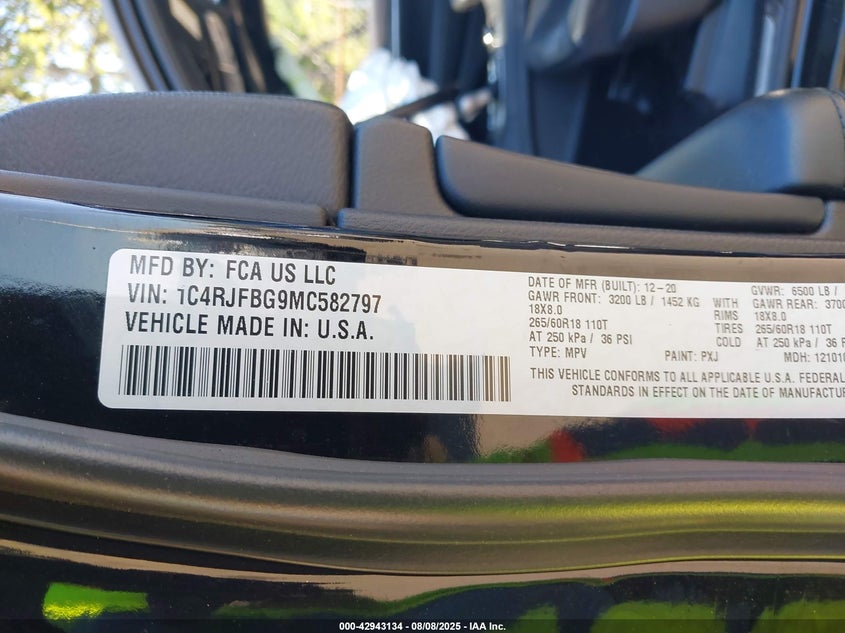 MFD BY: FCA US LLC
VIN: 1C4RJFBG9MC582797
VEHICLE MADE IN: U.S.A.
DATE OF MFR (BUILT): 12-20 GVWR: 6500 LB /
GAWR FRONT: 3200 LB / 1452 KG GAWR REAR: 3700
18X8.0 RIMS 18X8.0
265/60R18 110T TIRES 265/60R18 110T
AT 250 kPa / 36 PSI COLD AT 250 kPa / 36 P
TYPE: MPV PAINT: PXJ MDH: 121010
THIS VEHICLE CONFORMS TO ALL APPLICABLE U.S.A. FEDERAL
STANDARDS IN EFFECT ON THE DATE OF MANUFACTUR
000-42943134 - 08/08/2025 - IAA Inc.